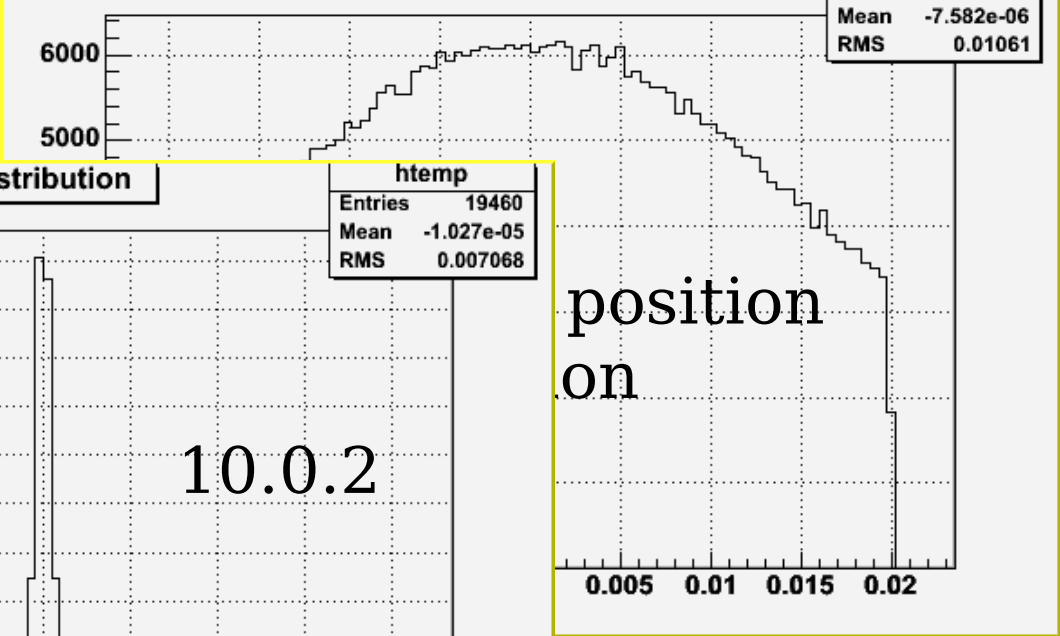 Mean -7.582e-06
RMS 0.01061
6000
5000
stribution
htemp
Entries 19460
Mean -1.027e-05
RMS 0.007068
position
on
10.0.2
0.005 0.01 0.015 0.02